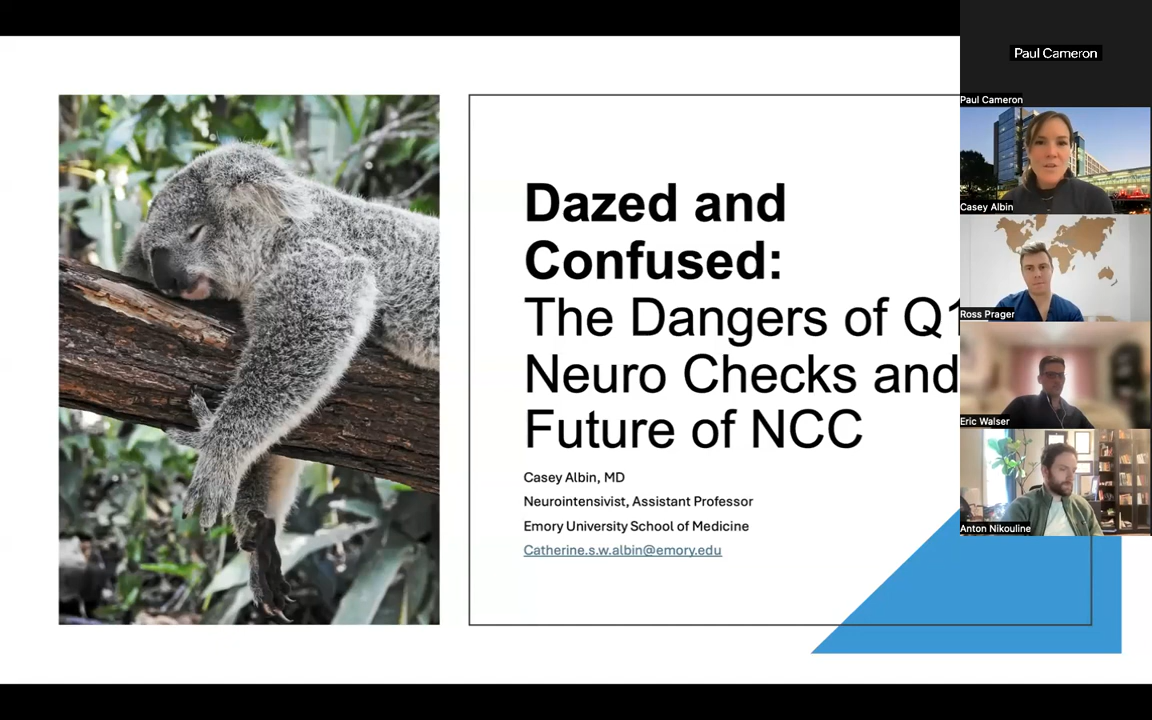 Dazed and
Confused:
The Dangers of Q1
Neuro Checks and
Future of NCC
Casey Albin, MD
Neurointensivist, Assistant Professor
Emory University School of Medicine
Catherine.s.w.albin@emory.edu
Paul Cameron
Paul Cameron
Casey Albin
Ross Prager
Eric Walser
Anton Nikouline